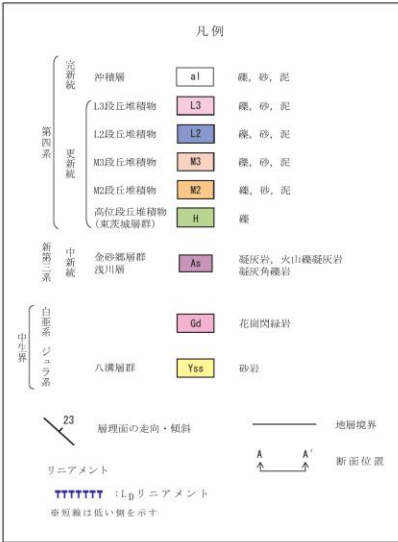 凡例
第四系
完新統
沖積層 al 礫，砂，泥
更新統
L3段丘堆積物 L3 礫，砂，泥
L2段丘堆積物 L2 礫，砂，泥
M3段丘堆積物 M3 礫，砂，泥
M2段丘堆積物 M2 礫，砂，泥
高位段丘堆積物
(東茨城層群) H 礫
新第三系
中新統
金砂郷層群
浅川層 As 凝灰岩，火山礫凝灰岩
凝灰角礫岩
中生界
白亜系
Gd 花崗閃緑岩
ジュラ系
八溝層群 Yss 砂岩
23 層理面の走向・傾斜
地層境界
A A' 断面位置
リニアメント
:LDリニアメント
※短線は低い側を示す